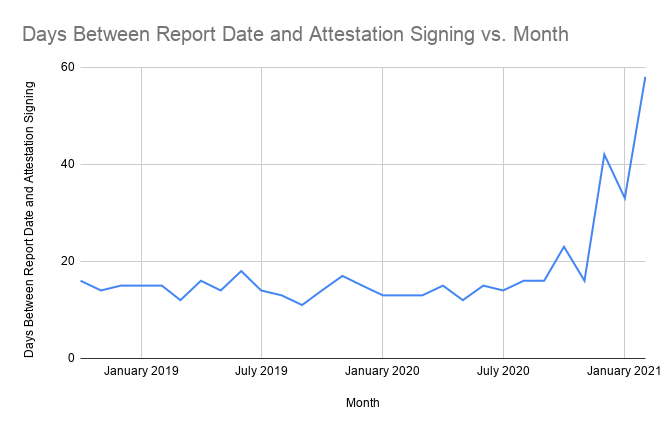 Days Between Report Date and Attestation Signing vs. Month
Days Between Report Date and Attestation Signing
60
40
20
0
January 2019
July 2019
January 2020
July 2020
January 2021
Month